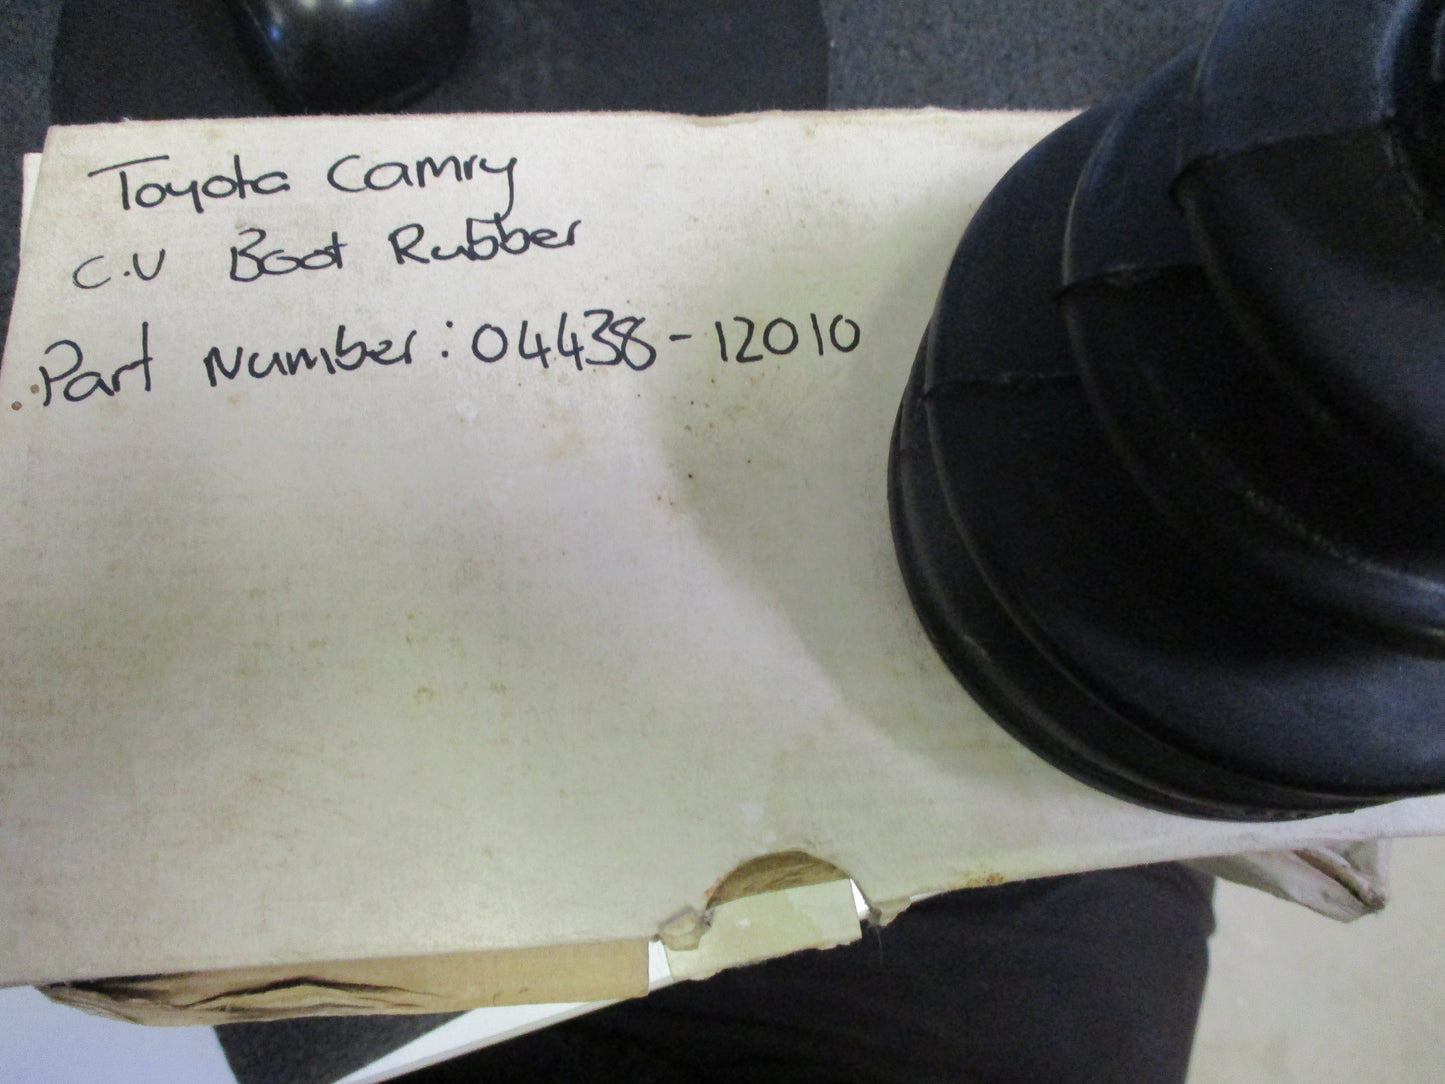 Toyota Camry
C.V Boot Rubber
Part Number: 04438-12010